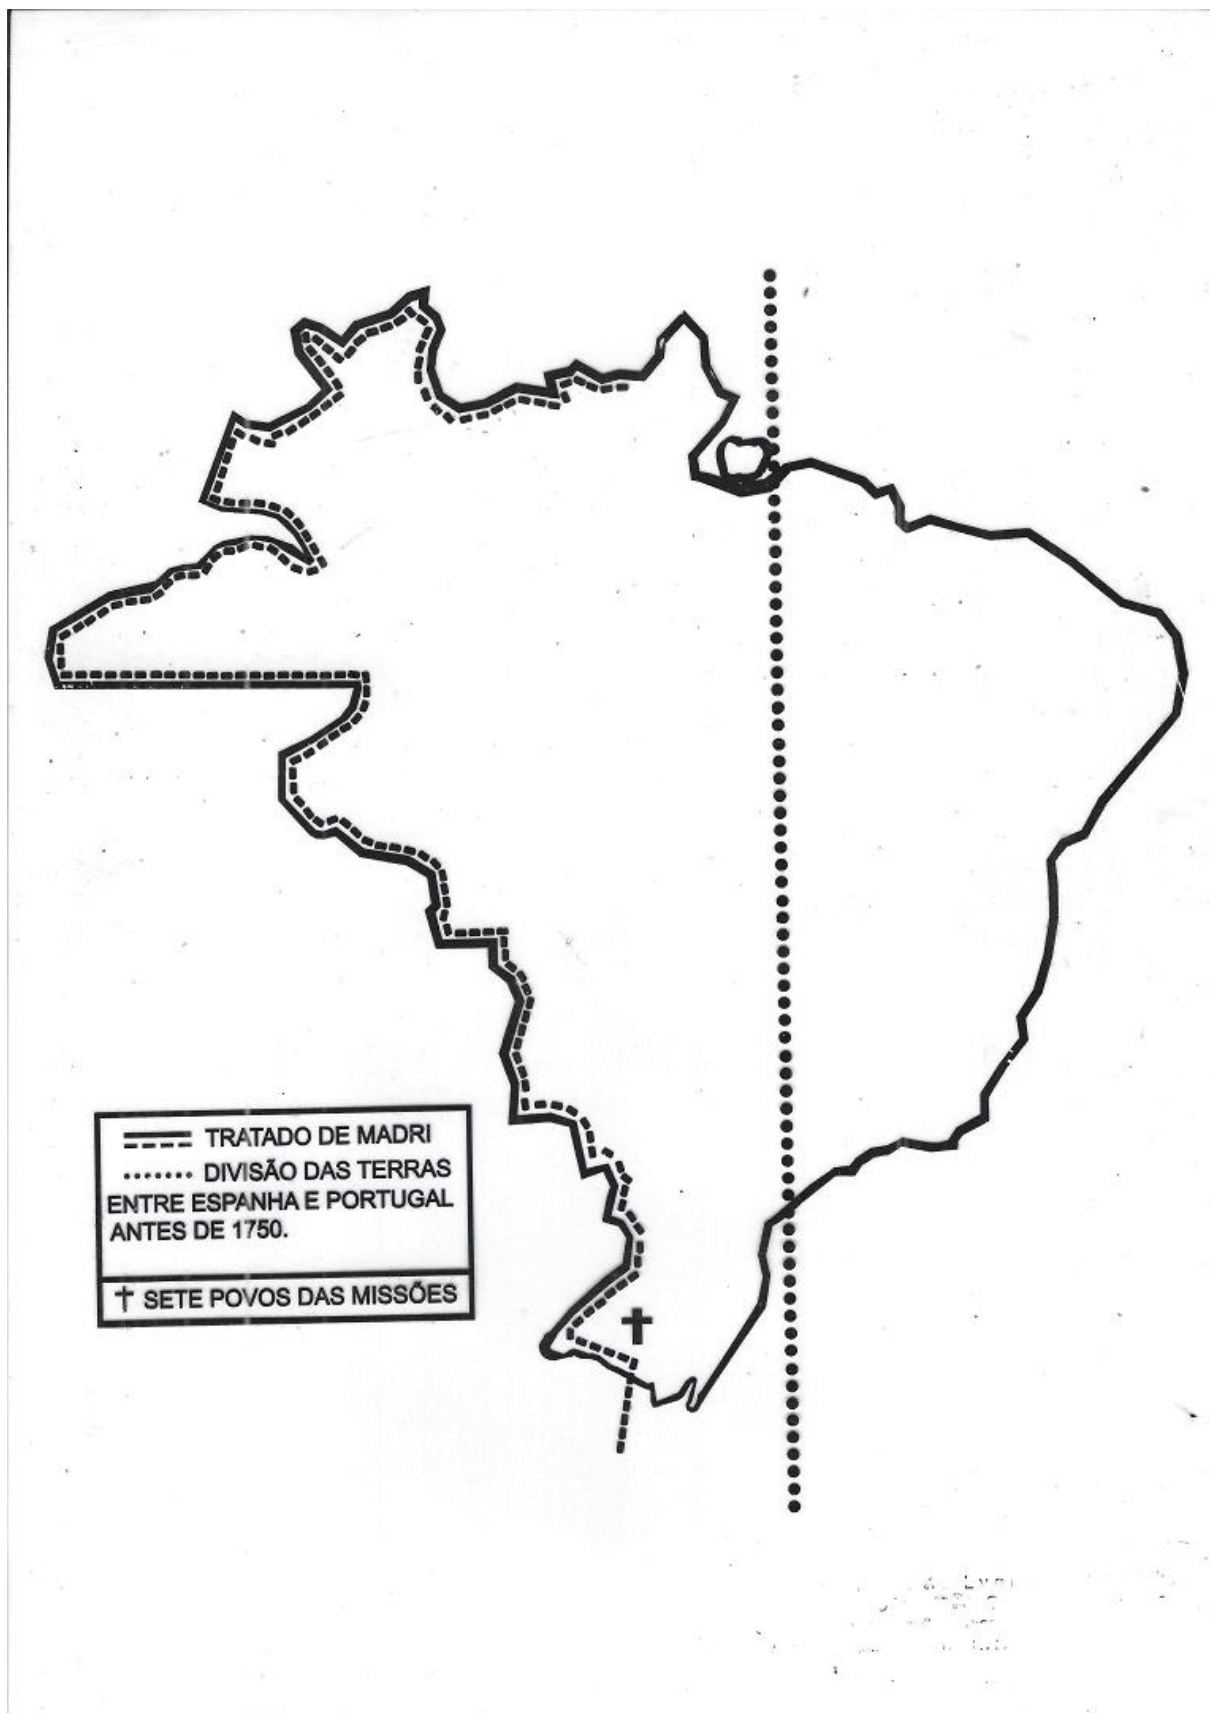 TRATADO DE MADRI
DIVISÃO DAS TERRAS
ENTRE ESPANHA E PORTUGAL
ANTES DE 1750.
SETE POVOS DAS MISSÕES